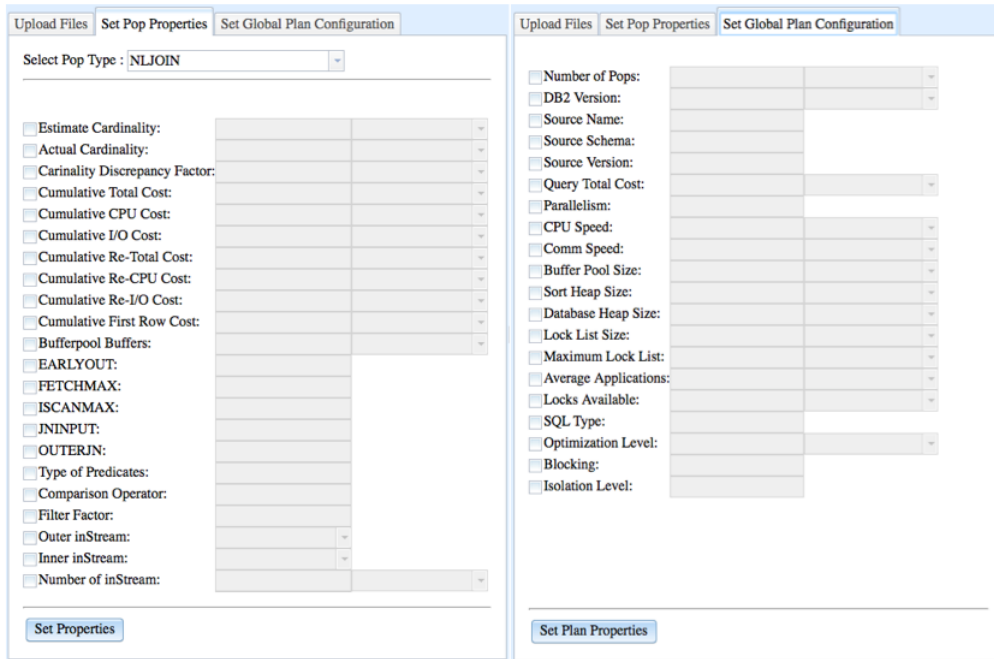 Upload Files Set Pop Properties Set Global Plan Configuration
Select Pop Type : NLJOIN
Estimate Cardinality:
Actual Cardinality:
Carinality Discrepancy Factor:
Cumulative Total Cost:
Cumulative CPU Cost:
Cumulative I/O Cost:
Cumulative Re-Total Cost:
Cumulative Re-CPU Cost:
Cumulative Re-I/O Cost:
Cumulative First Row Cost:
Bufferpool Buffers:
EARLYOUT:
FETCHMAX:
ISCANMAX:
JNINPUT:
OUTERJN:
Type of Predicates:
Comparison Operator:
Filter Factor:
Outer inStream:
Inner inStream:
Number of inStream:
Set Properties
Upload Files Set Pop Properties Set Global Plan Configuration
Number of Pops:
DB2 Version:
Source Name:
Source Schema:
Source Version:
Query Total Cost:
Parallelism:
CPU Speed:
Comm Speed:
Buffer Pool Size:
Sort Heap Size:
Database Heap Size:
Lock List Size:
Maximum Lock List:
Average Applications:
Locks Available:
SQL Type:
Optimization Level:
Blocking:
Isolation Level:
Set Plan Properties